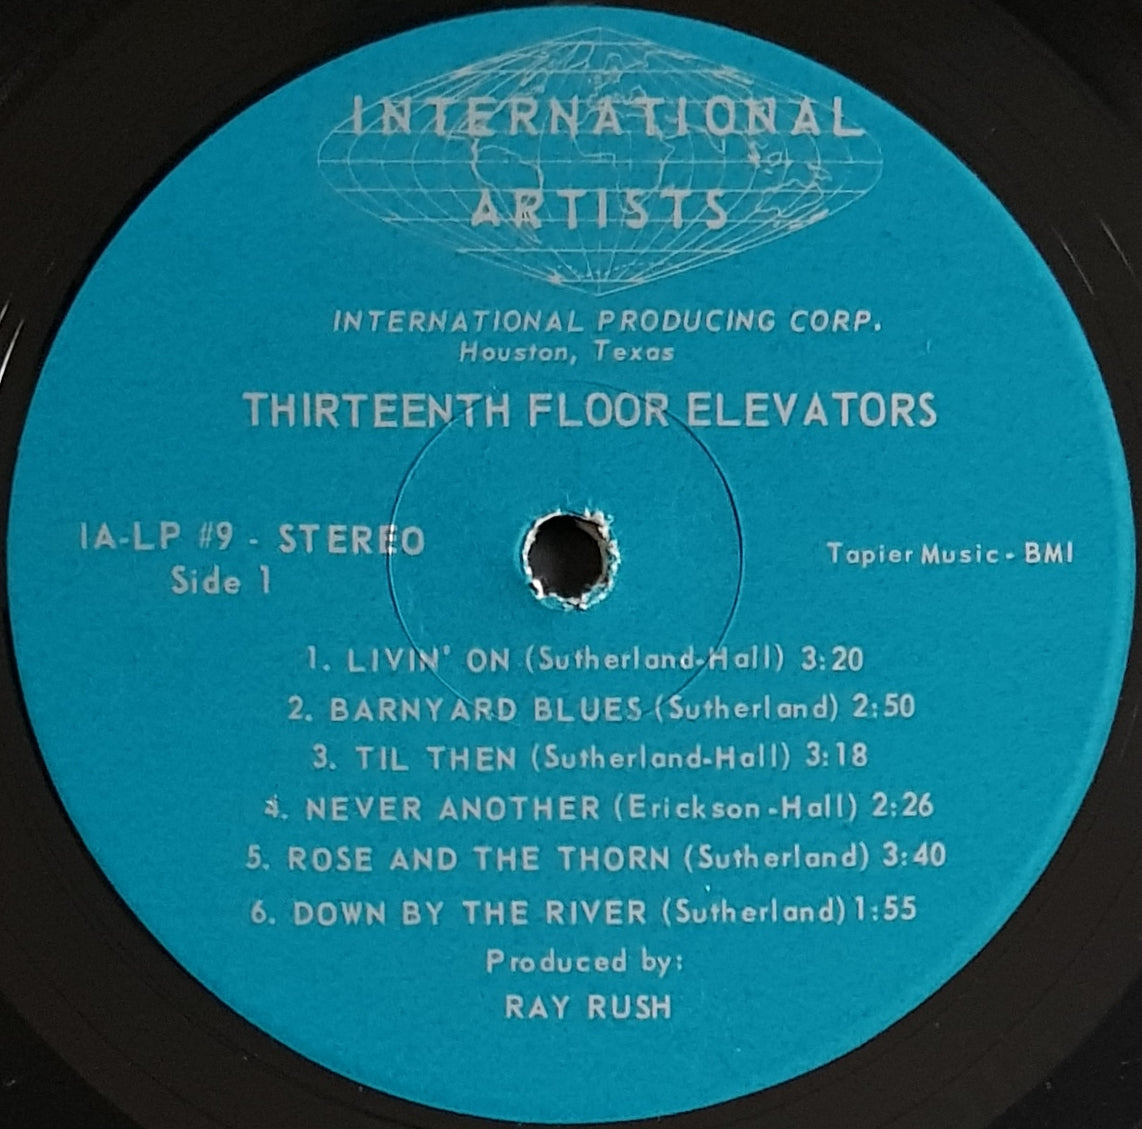 INTERNATIONAL
ARTISTS
INTERNATIONAL PRODUCING CORP.
Houston, Texas
THIRTEENTH FLOOR ELEVATORS
IA-LP #9 - STEREO
Side 1
Tapier Music - BMI
1. LIVIN' ON (Sutherland-Hall) 3:20
2. BARNYARD BLUES (Sutherland) 2:50
3. TIL THEN (Sutherland-Hall) 3:18
4. NEVER ANOTHER (Erickson-Hall) 2:26
5. ROSE AND THE THORN (Sutherland) 3:40
6. DOWN BY THE RIVER (Sutherland) 1:55
Produced by:
RAY RUSH